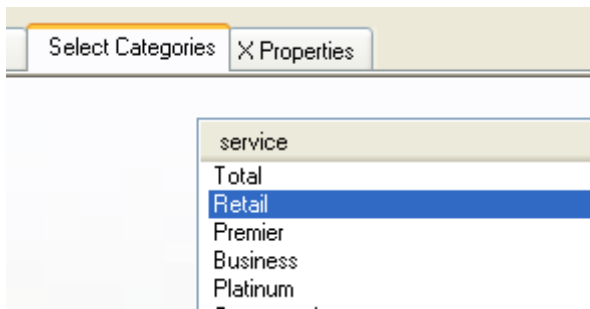 Select Categories X Properties
service
Total
Retail
Premier
Business
Platinum